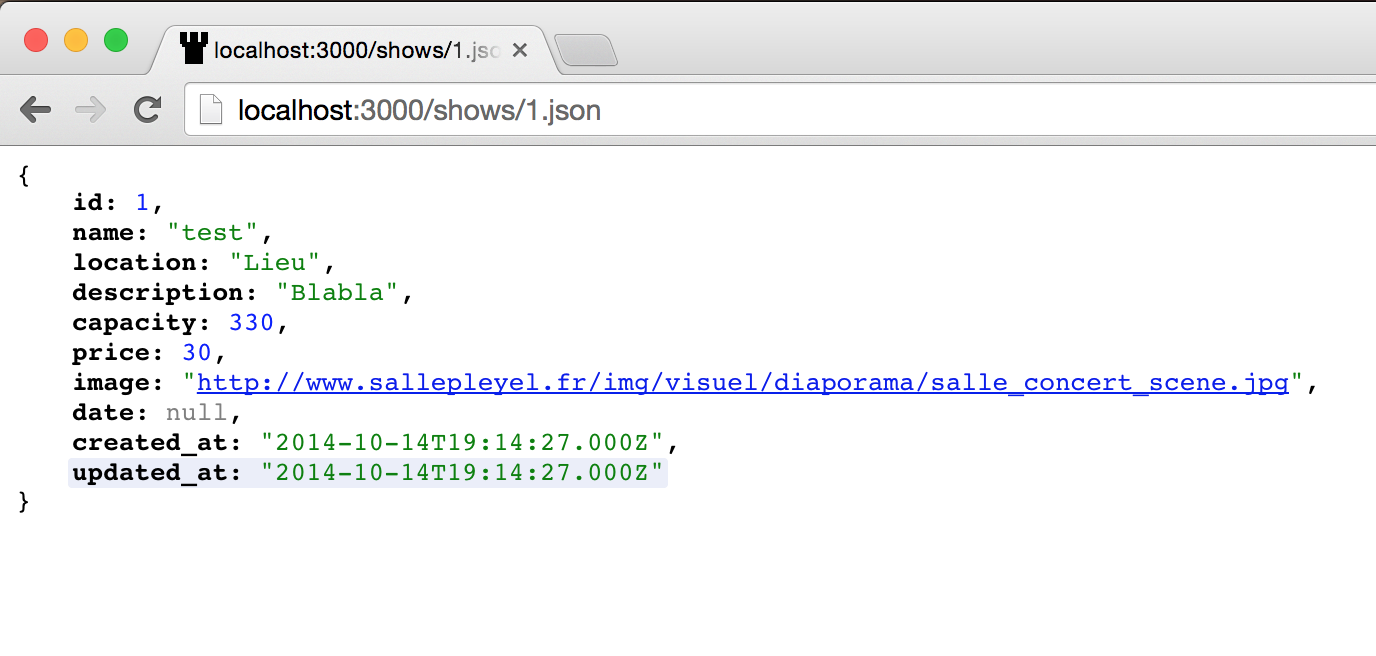 localhost:3000/shows/1.jso
localhost:3000/shows/1.json
{
id: 1,
name: "test",
location: "Lieu",
description: "Blabla",
capacity: 330,
price: 30,
image: "http://www.sallepleyel.fr/img/visuel/diaporama/salle_concert_scene.jpg",
date: null,
created_at: "2014-10-14T19:14:27.000Z",
updated_at: "2014-10-14T19:14:27.000Z"
}